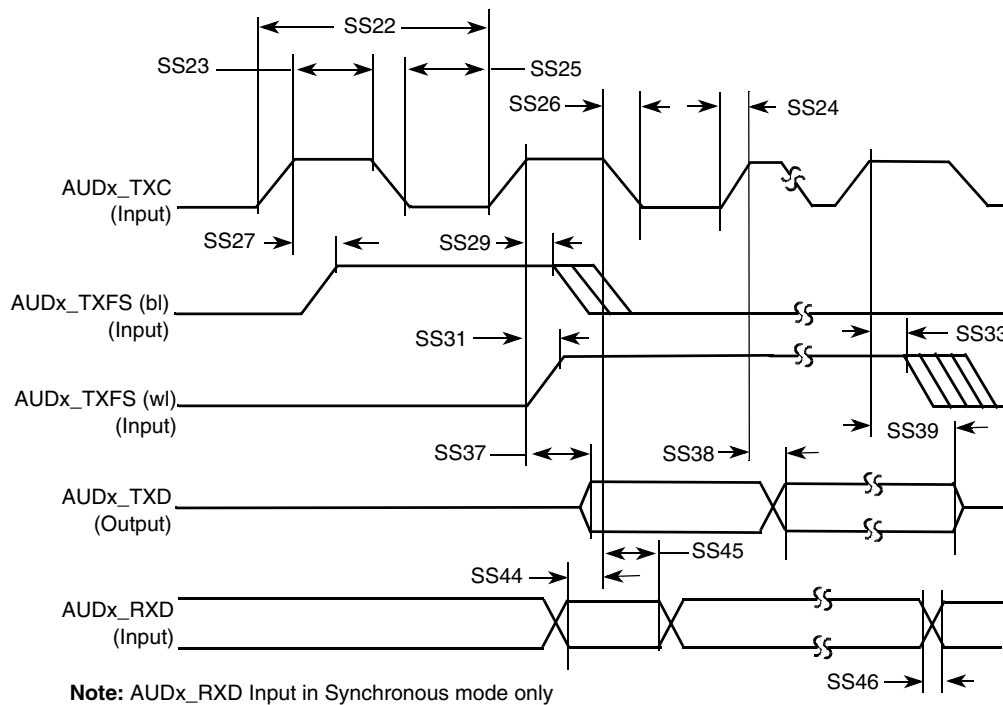 SS22
SS23
SS25
SS26
SS24
AUDx_TXC
(Input)
SS27
SS29
AUDx_TXFS (bl)
(Input)
SS31
SS33
AUDx_TXFS (wl)
(Input)
SS39
SS37
SS38
AUDx_TXD
(Output)
SS45
SS44
AUDx_RXD
(Input)
SS46
Note: AUDx_RXD Input in Synchronous mode only